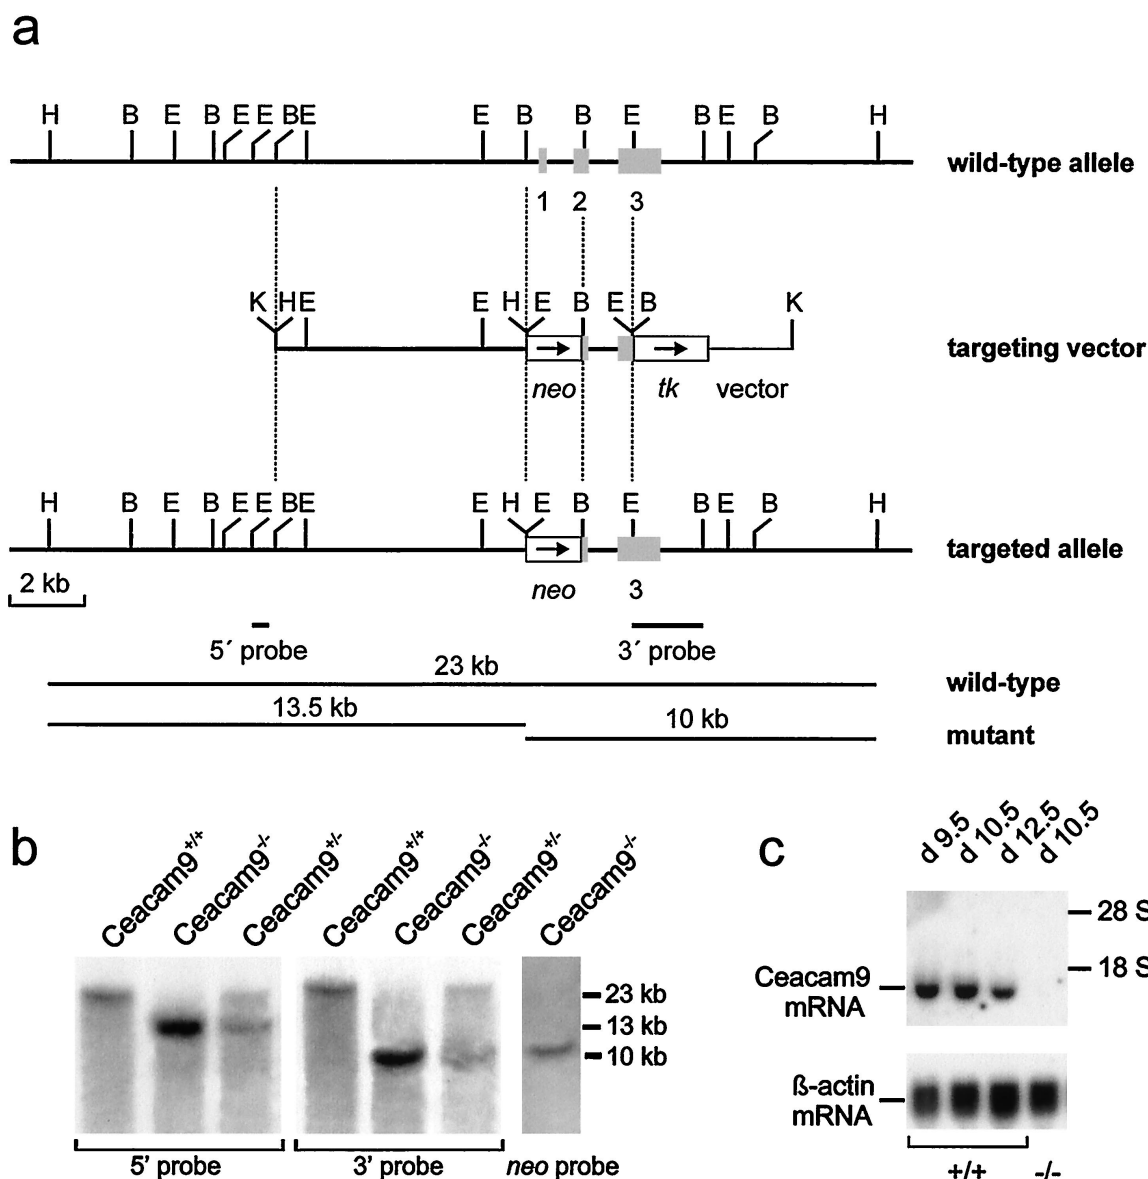 a
H B E B E E B E E B B E B E B H
wild-type allele
1 2 3
K H E E H E B E B K
targeting vector
neo tk vector
H B E B E E B E E H E B E B E B H
targeted allele
2 kb
neo 3
5´ probe 3´ probe
23 kb
wild-type
13.5 kb
10 kb
mutant
b
Ceacam9+/+ Ceacam9-/- Ceacam9+/- Ceacam9+/+ Ceacam9-/- Ceacam9+/- Ceacam9-/-
23 kb
13 kb
10 kb
5' probe 3' probe neo probe
c
d 9.5 d 10.5 d 12.5 d 10.5
28 S
18 S
Ceacam9
mRNA
ß-actin
mRNA
+/+ -/-